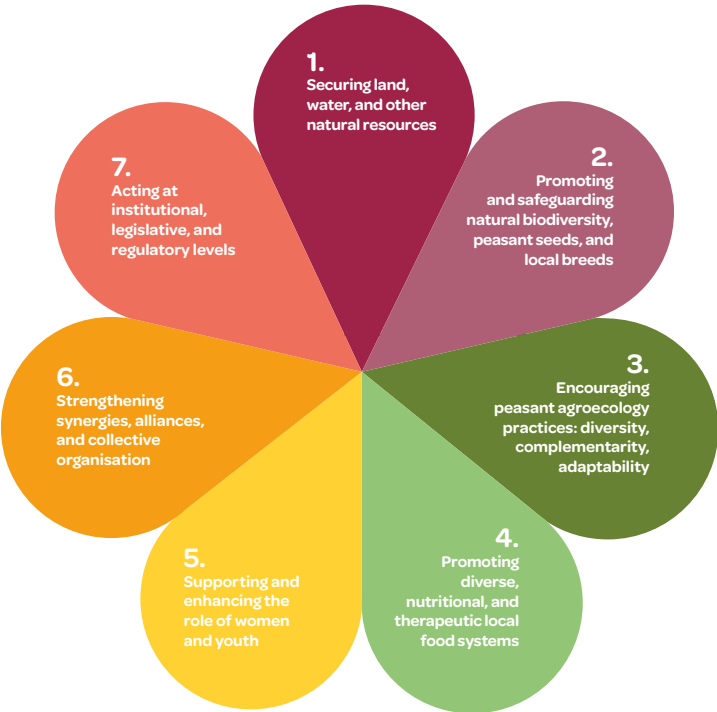 1.
Securing land,
water, and other
natural resources
2.
Promoting
and safeguarding
natural biodiversity,
peasant seeds, and
local breeds
3.
Encouraging
peasant agroecology
practices: diversity,
complementarity,
adaptability
4.
Promoting
diverse,
nutritional, and
therapeutic local
food systems
5.
Supporting and
enhancing the
role of women
and youth
6.
Strengthening
synergies, alliances,
and collective
organisation
7.
Acting at
institutional,
legislative, and
regulatory levels